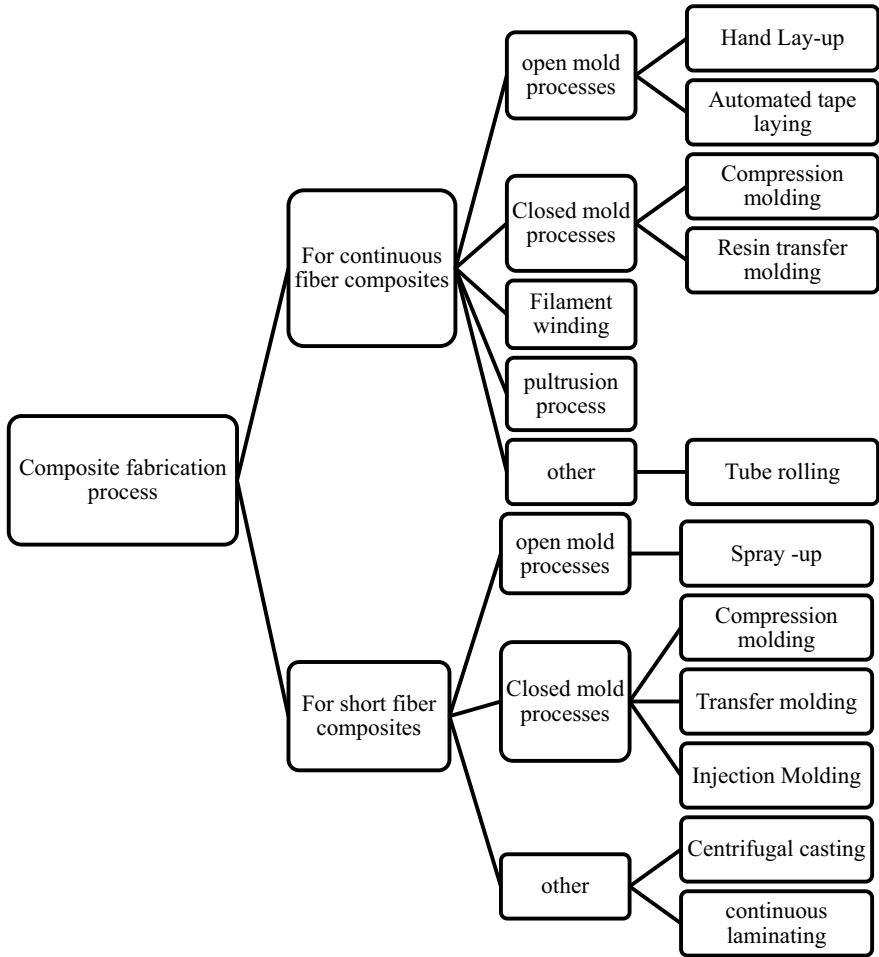 Composite fabrication
process
For continuous
fiber composites
open mold
processes
Hand Lay-up
Automated tape
laying
Closed mold
processes
Compression
molding
Resin transfer
molding
Filament
winding
pultrusion
process
other
Tube rolling
For short fiber
composites
open mold
processes
Spray -up
Closed mold
processes
Compression
molding
Transfer molding
Injection Molding
other
Centrifugal casting
continuous
laminating